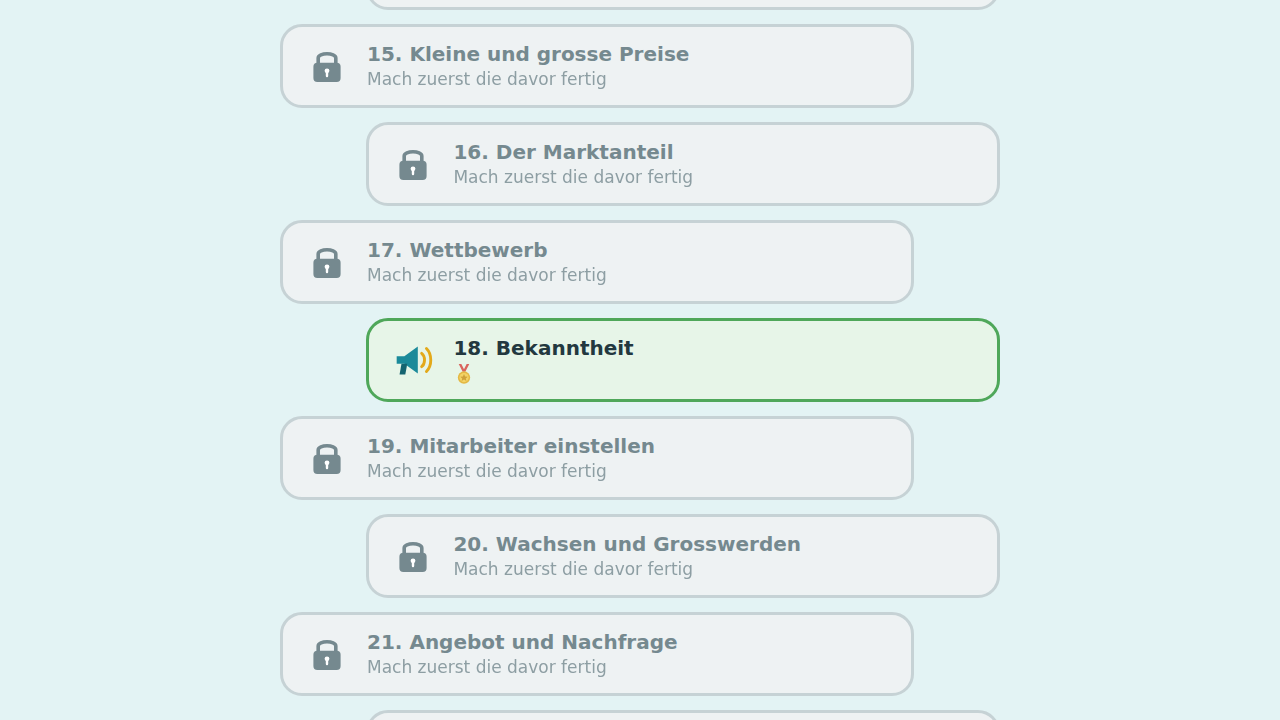 15. Kleine und grosse Preise
Mach zuerst die davor fertig
16. Der Marktanteil
Mach zuerst die davor fertig
17. Wettbewerb
Mach zuerst die davor fertig
18. Bekanntheit
19. Mitarbeiter einstellen
Mach zuerst die davor fertig
20. Wachsen und Grosswerden
Mach zuerst die davor fertig
21. Angebot und Nachfrage
Mach zuerst die davor fertig